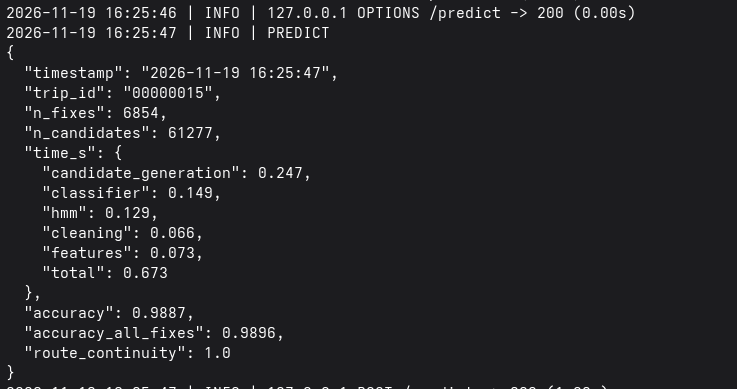 2026-11-19 16:25:46 | INFO | 127.0.0.1 OPTIONS /predict -> 200 (0.00s)
2026-11-19 16:25:47 | INFO | PREDICT
{
  "timestamp": "2026-11-19 16:25:47",
  "trip_id": "00000015",
  "n_fixes": 6854,
  "n_candidates": 61277,
  "time_s": {
    "candidate_generation": 0.247,
    "classifier": 0.149,
    "hmm": 0.129,
    "cleaning": 0.066,
    "features": 0.073,
    "total": 0.673
  },
  "accuracy": 0.9887,
  "accuracy_all_fixes": 0.9896,
  "route_continuity": 1.0
}